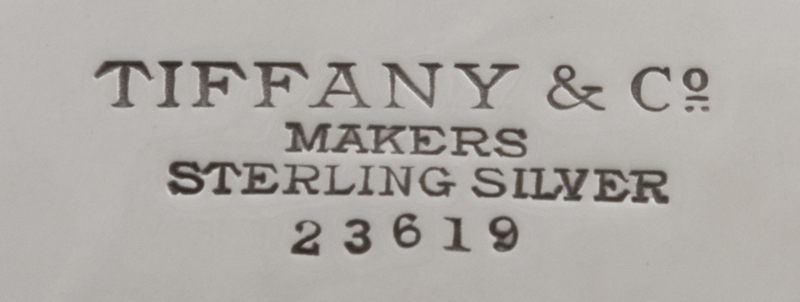 TIFFANY & Cº
MAKERS
STERLING SILVER
23619